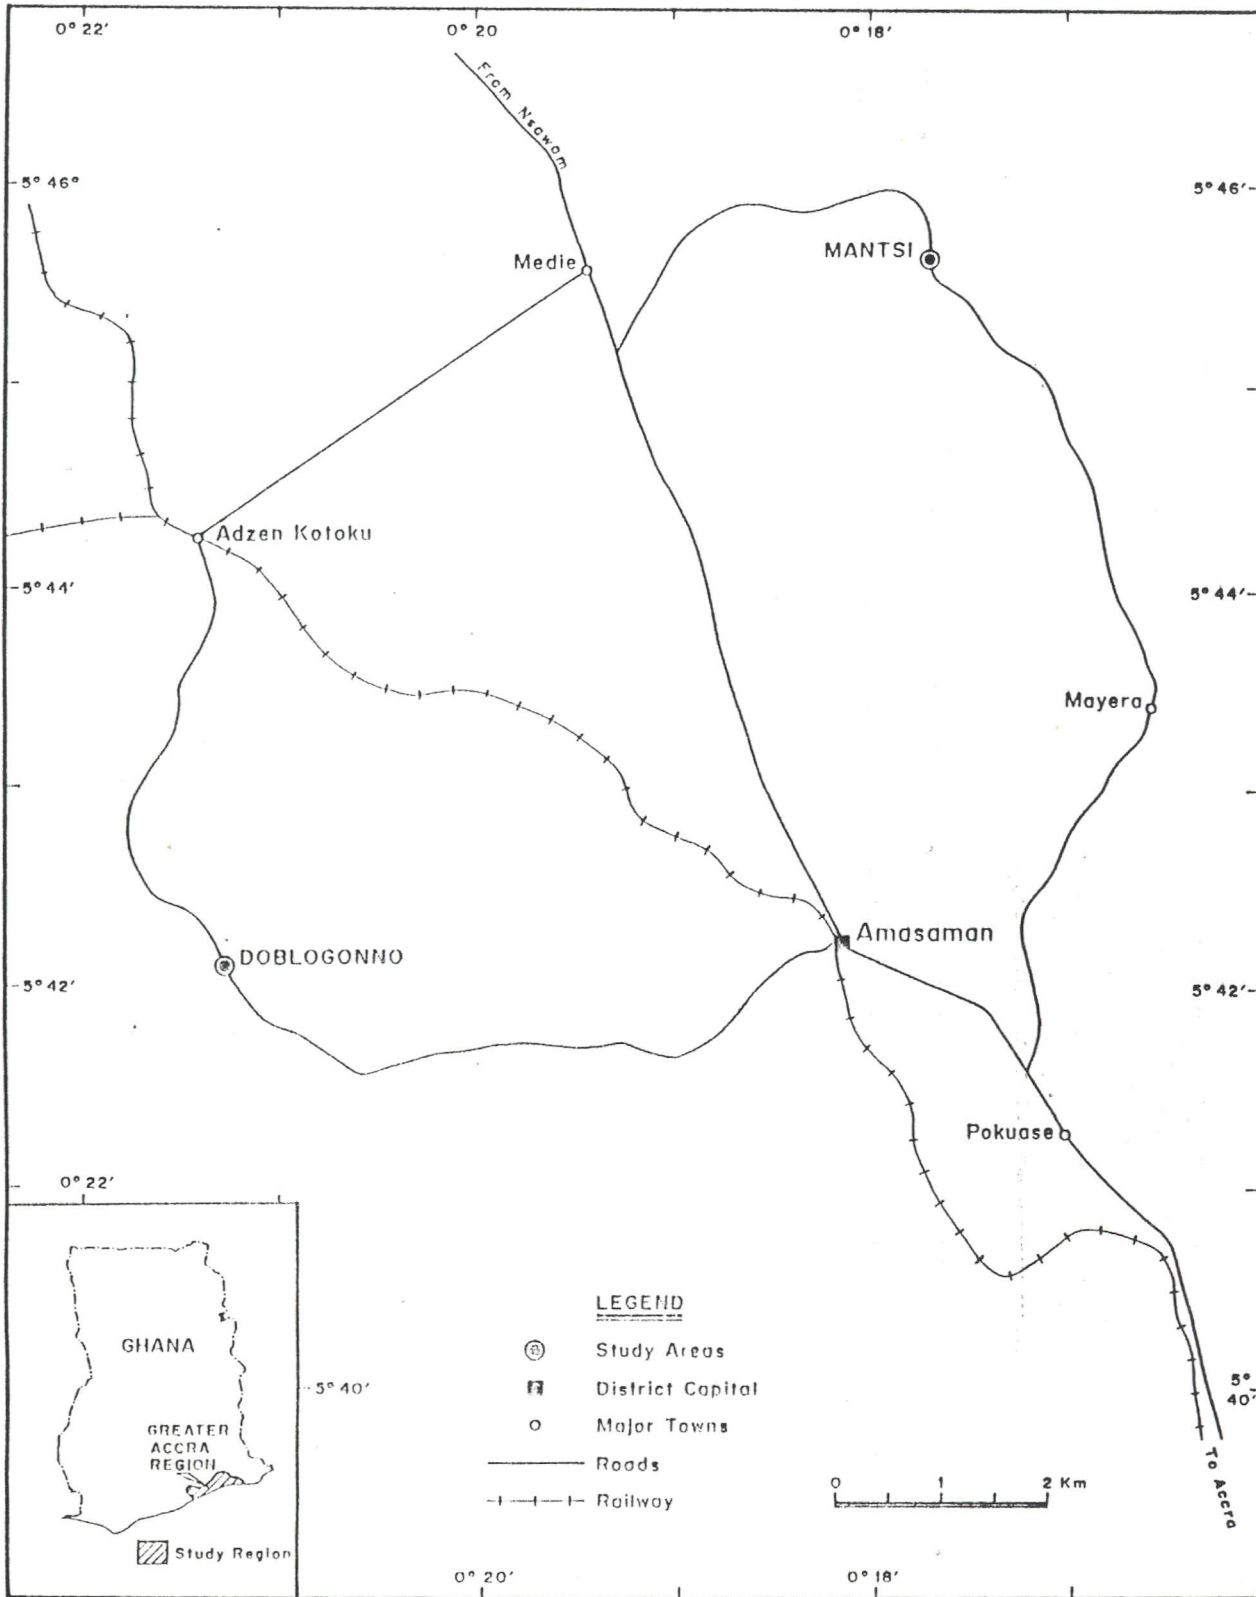 0° 22'
0° 20
0° 18'
From Nsawam
5° 46°
5° 46'
MANTSI
Medie
Adzen Kotoku
5° 44'
5° 44'
Mayera
Amasaman
DOBLOGONNO
5° 42'
5° 42'
Pokuase
0° 22'
GHANA
GREATER
ACCRA
REGION
Study Region
5° 40'
LEGEND
Study Areas
District Capital
Major Towns
Roads
Railway
0 1 2 Km
5°
40'
To Accra
0° 20'
0° 18'